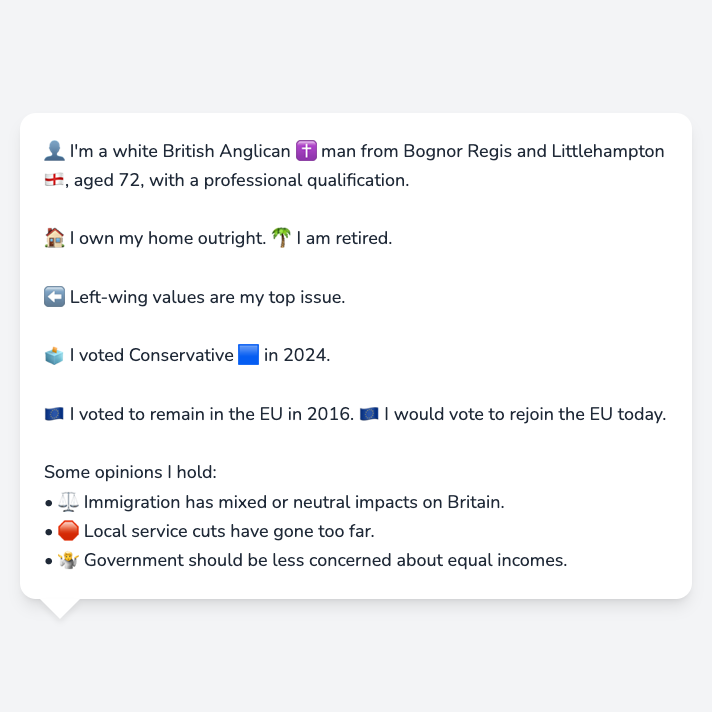 👤 I'm a white British Anglican ✝️ man from Bognor Regis and Littlehampton
🏴󠁧󠁢󠁥󠁮󠁧󠁿, aged 72, with a professional qualification.
🏠 I own my home outright. 🌴 I am retired.
⬅️ Left-wing values are my top issue.
🗳️ I voted Conservative 🟦 in 2024.
🇪🇺 I voted to remain in the EU in 2016. 🇪🇺 I would vote to rejoin the EU today.
Some opinions I hold:
• ⚖️ Immigration has mixed or neutral impacts on Britain.
• 🛑 Local service cuts have gone too far.
• 🤷 Government should be less concerned about equal incomes.